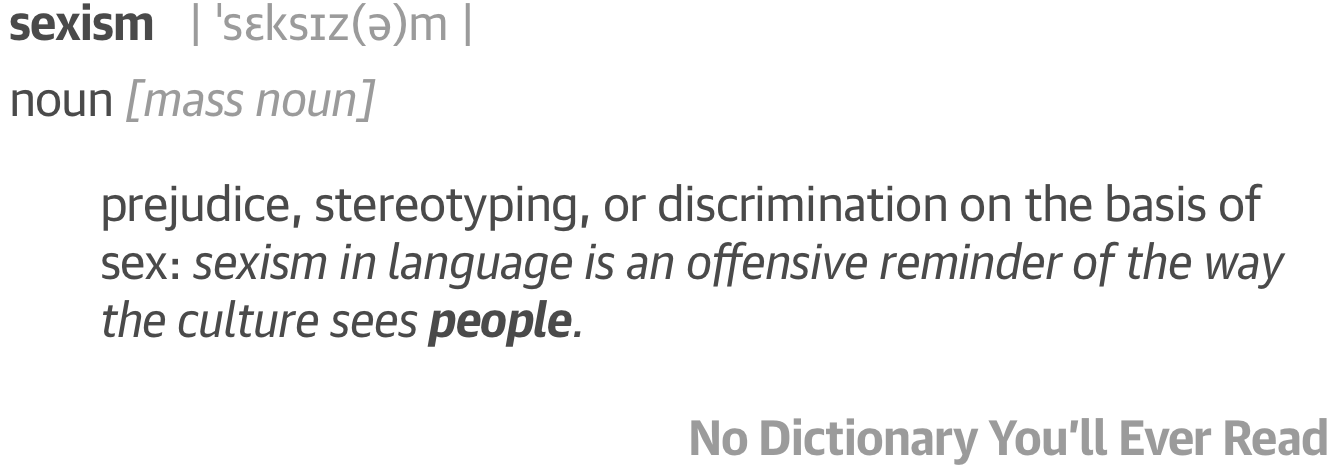 sexism | ˈsɛksɪz(ə)m |
noun [mass noun]
prejudice, stereotyping, or discrimination on the basis of
sex: sexism in language is an offensive reminder of the way
the culture sees people.
No Dictionary You’ll Ever Read